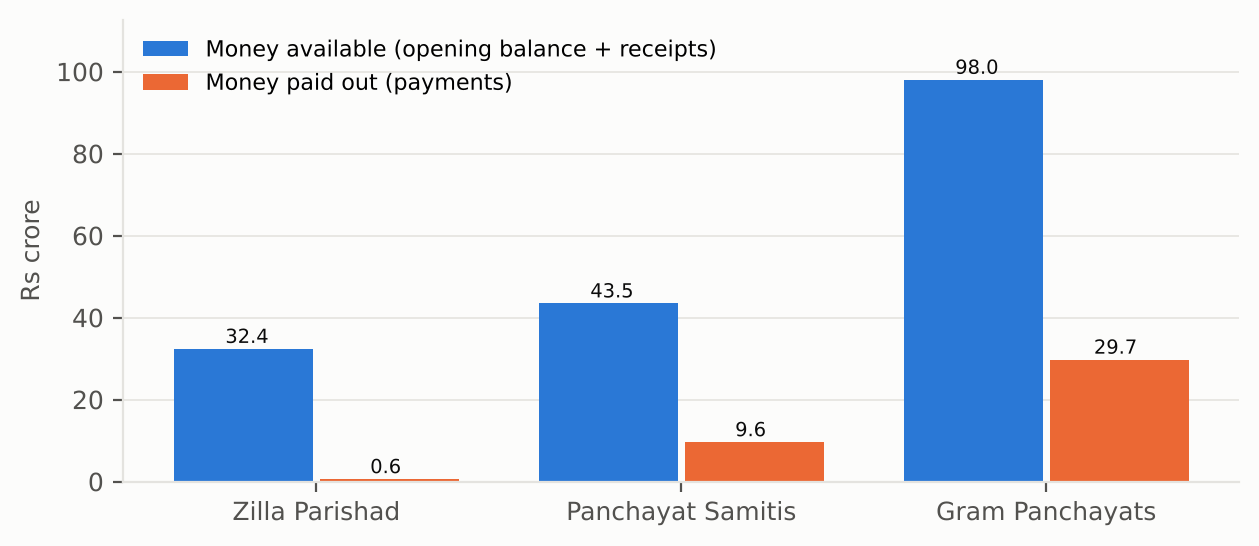 Money available (opening balance + receipts)
Money paid out (payments)
Rs crore
100
80
60
40
20
0
32.4
0.6
43.5
9.6
98.0
29.7
Zilla Parishad
Panchayat Samitis
Gram Panchayats